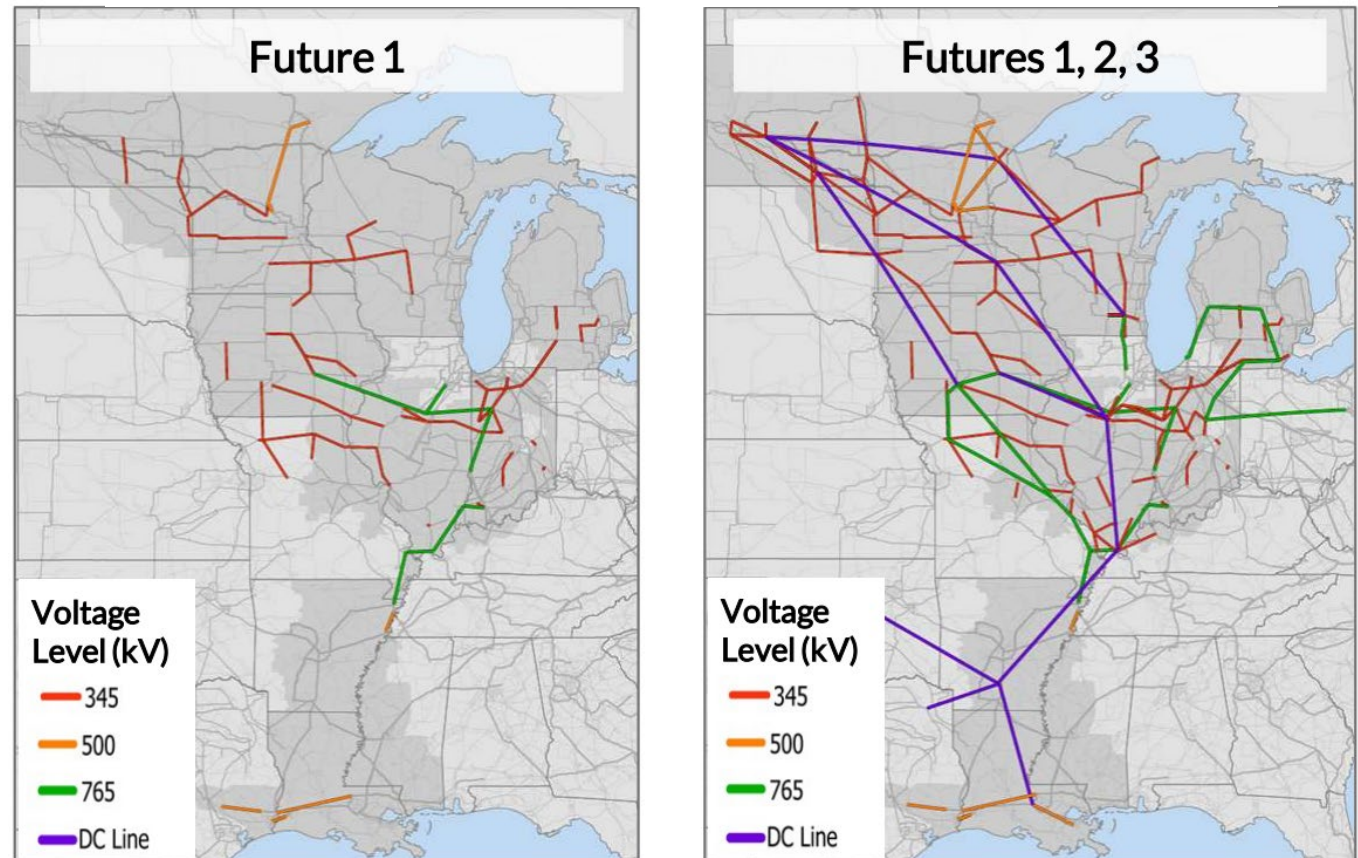 Future 1
Voltage
Level (kV)
345
500
765
DC Line
Futures 1, 2, 3
Voltage
Level (kV)
345
500
765
DC Line